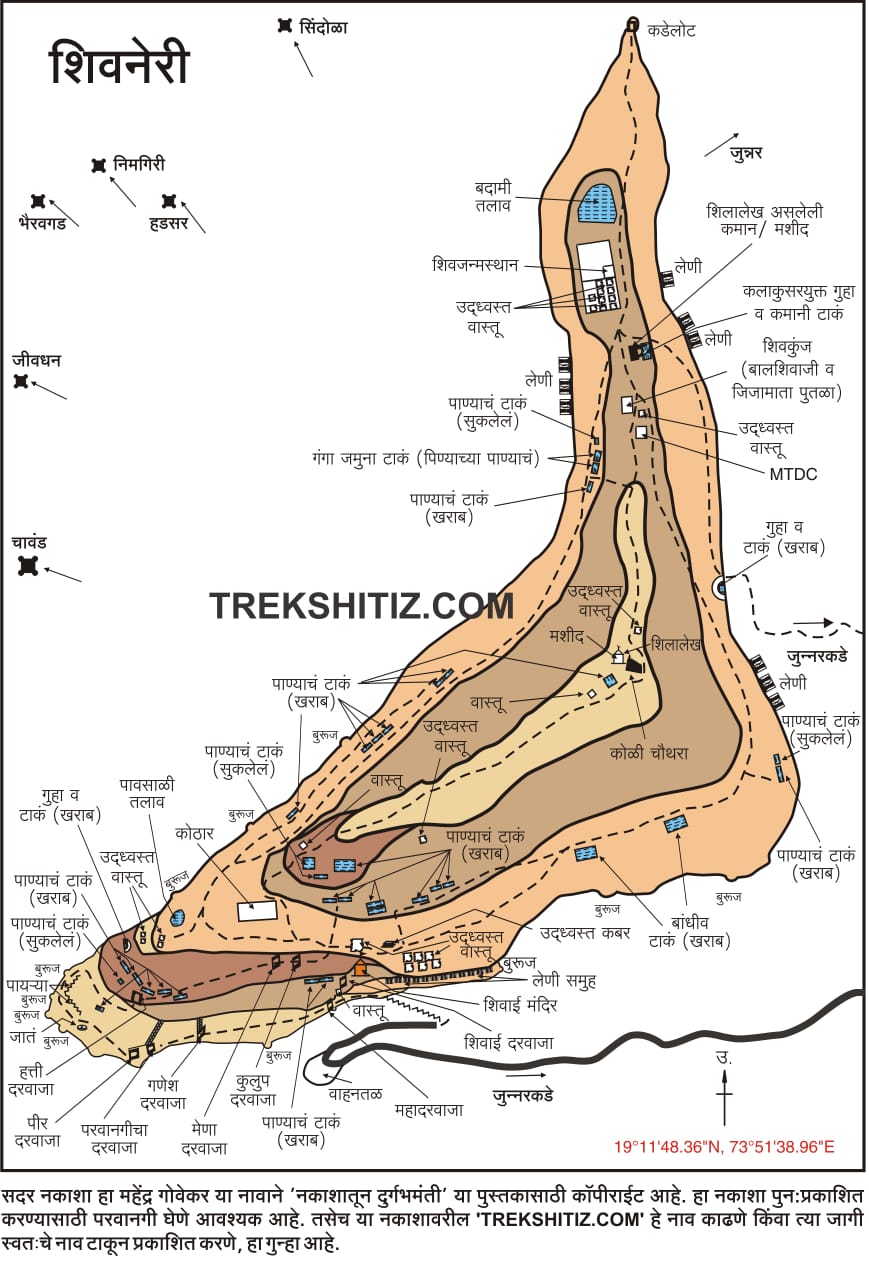 शिवनेरी
सिंदोळा
कडेलोट
निमगिरी
भैरवगड
हडसर
जुन्नर
बदामी
तलाव
शिलालेख असलेली
कमान/ मशीद
शिवजन्मस्थान
लेणी
उद्ध्वस्त
वास्तू
कलाकुसरयुक्त गुहा
व कमानी टाकं
लेणी
जीवधन
शिवकुंज
(बालशिवाजी व
जिजामाता पुतळा)
लेणी
पाण्याचं टाकं
(सुकलेलं)
उद्ध्वस्त
वास्तू
गंगा जमुना टाकं (पिण्याच्या पाण्याचं)
MTDC
पाण्याचं टाकं
(खराब)
गुहा व
टाकं (खराब)
चावंड
TREKSHITIZ.COM
उद्ध्वस्त
वास्तू
मशीद
शिलालेख
जुन्नरकडे
लेणी
पाण्याचं टाकं
(खराब)
वास्तू
कोळी चौथरा
पाण्याचं टाकं
(सुकलेलं)
बुरूज
उद्ध्वस्त
वास्तू
पाण्याचं टाकं
(सुकलेलं)
वास्तू
गुहा व
टाकं (खराब)
पावसाळी
तलाव
बुरूज
कोठार
पाण्याचं टाकं
(खराब)
पाण्याचं टाकं
(खराब)
उद्ध्वस्त
वास्तू
बुरूज
पाण्याचं टाकं
(खराब)
बुरूज
बुरूज
पाण्याचं टाकं
(सुकलेलं)
बांधीव
टाकं (खराब)
उद्ध्वस्त कबर
उद्ध्वस्त
वास्तू
बुरूज
लेणी समुह
बुरूज
पायऱ्या
बुरूज
बुरूज
जातं
बुरूज
वास्तू
शिवाई मंदिर
शिवाई दरवाजा
बुरूज
हत्ती
दरवाजा
गणेश
दरवाजा
कुलुप
दरवाजा
वाहनतळ
महादरवाजा
जुन्नरकडे
उ.
पीर
दरवाजा
परवानगीचा
दरवाजा
मेणा
दरवाजा
पाण्याचं टाकं
(खराब)
19°11'48.36"N, 73°51'38.96"E
सदर नकाशा हा महेंद्र गोवेकर या नावाने 'नकाशातून दुर्गभमंती' या पुस्तकासाठी कॉपीराईट आहे. हा नकाशा पुन:प्रकाशित
करण्यासाठी परवानगी घेणे आवश्यक आहे. तसेच या नकाशावरील 'TREKSHITIZ.COM' हे नाव काढणे किंवा त्या जागी
स्वतःचे नाव टाकून प्रकाशित करणे, हा गुन्हा आहे.